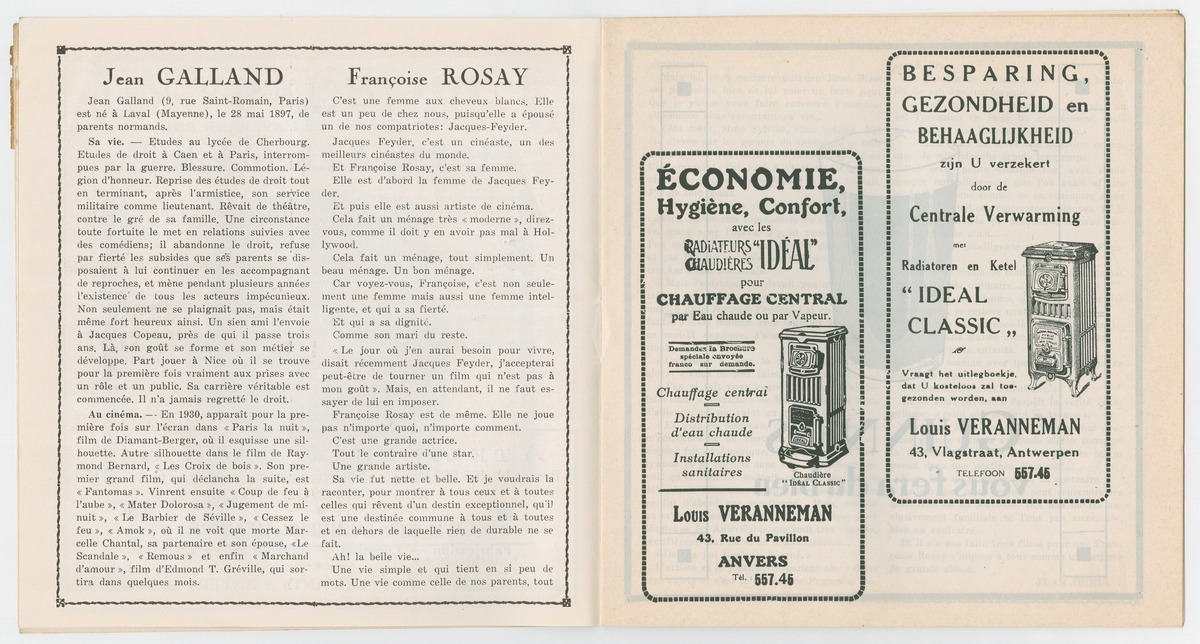 Jean GALLAND
Jean Galland (9, rue Saint-Romain, Paris)
est né à Laval (Mayenne), le 28 mai 1897, de
parents normands.
Sa vie. — Etudes au lycée de Cherbourg.
Etudes de droit à Caen et à Paris, interrom-
pues par la guerre. Blessure. Commotion. Lé-
gion d'honneur. Reprise des études de droit tout
en terminant, après l'armistice, son service
militaire comme lieutenant. Rêvait de théâtre,
contre le gré de sa famille. Une circonstance
toute fortuite le met en relations suivies avec
des comédiens; il abandonne le droit, refuse
par fierté les subsides que ses parents se dis-
posaient à lui continuer en les accompagnant
de reproches, et mène pendant plusieurs années
l'existence de tous les acteurs impécunieux.
Non seulement ne se plaignait pas, mais était
même fort heureux ainsi. Un sien ami l'envoie
à Jacques Copeau, près de qui il passe trois
ans. Là, son goût se forme et son métier se
développe. Part jouer à Nice où il se trouve
pour la première fois vraiment aux prises avec
un rôle et un public. Sa carrière véritable est
commencée. Il n'a jamais regretté le droit.
Au cinéma. — En 1930, apparaît pour la pre-
mière fois sur l'écran dans « Paris la nuit »,
film de Diamant-Berger, où il esquisse une sil-
houette. Autre silhouette dans le film de Ray-
mond Bernard, « Les Croix de bois ». Son pre-
mier grand film, qui déclancha la suite, est
« Fantomas ». Vinrent ensuite « Coup de feu à
l'aube », « Mater Dolorosa », « Jugement de mi-
nuit », « Le Barbier de Séville », « Cessez le
feu », « Amok », où il ne voit que morte Mar-
celle Chantal, sa partenaire et son épouse, «Le
Scandale », « Remous » et enfin « Marchand
d'amour », film d'Edmond T. Gréville, qui sor-
tira dans quelques mois.
Françoise ROSAY
C'est une femme aux cheveux blancs. Elle
est un peu de chez nous, puisqu'elle a épousé
un de nos compatriotes: Jacques-Feyder.
Jacques Feyder, c'est un cinéaste, un des
meilleurs cinéastes du monde.
Et Françoise Rosay, c'est sa femme.
Elle est d'abord la femme de Jacques Fey-
der.
Et puis elle est aussi artiste de cinéma.
Cela fait un ménage très « moderne », direz-
vous, comme il doit y en avoir pas mal à Hol-
lywood.
Cela fait un ménage, tout simplement. Un
beau ménage. Un bon ménage.
Car voyez-vous, Françoise, c'est non seule-
ment une femme mais aussi une femme intel-
ligente, et qui a sa fierté.
Et qui a sa dignité.
Comme son mari du reste.
« Le jour où j'en aurai besoin pour vivre,
disait récemment Jacques Feyder, j'accepterai
peut-être de tourner un film qui n'est pas à
mon goût ». Mais, en attendant, il ne faut es-
sayer de lui en imposer.
Françoise Rosay est de même. Elle ne joue
pas n'importe quoi, n'importe comment.
C'est une grande actrice.
Tout le contraire d'une star.
Une grande artiste.
Sa vie fut nette et belle. Et je voudrais la
raconter, pour montrer à tous ceux et à toutes
celles qui rêvent d'un destin exceptionnel, qu'il
est une destinée commune à tous et à toutes
et en dehors de laquelle rien de durable ne se
fait.
Ah! la belle vie...
Une vie simple et qui tient en si peu de
mots. Une vie comme celle de nos parents, tout
ÉCONOMIE,
Hygiène, Confort,
avec les
RADIATEURS "IDÉAL"
CHAUDIÈRES
pour
CHAUFFAGE CENTRAL
par Eau chaude ou par Vapeur.
Demandez la Brochure
spéciale envoyée
franco sur demande.
Chauffage central
Distribution
d'eau chaude
Installations
sanitaires
Chaudière
"IDÉAL CLASSIC"
Louis VERANNEMAN
43, Rue du Pavillon
ANVERS
Tél. 557.45
BESPARING,
GEZONDHEID en
BEHAAGLIJKHEID
zijn U verzekert
door de
Centrale Verwarming
met
Radiatoren en Ketel
“ IDEAL
CLASSIC „
Vraagt het uitlegboekje,
dat U kosteloos zal toe-
gezonden worden, aan
Louis VERANNEMAN
43, Vlagstraat, Antwerpen
TELEFOON 557.45